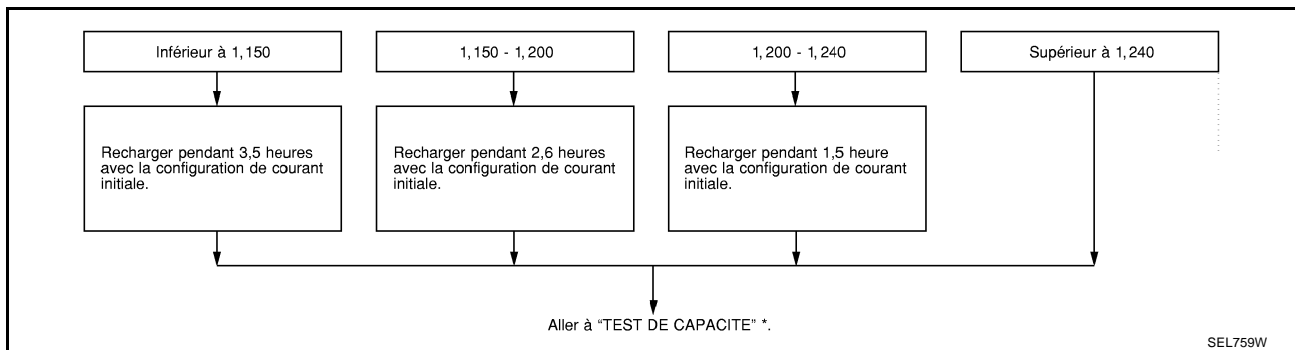 Inférieur à 1,150
1,150 - 1,200
1,200 - 1,240
Supérieur à 1,240
Recharger pendant 3,5 heures
avec la configuration de courant
initiale.
Recharger pendant 2,6 heures
avec la configuration de courant
initiale.
Recharger pendant 1,5 heure
avec la configuration de courant
initiale.
Aller à “TEST DE CAPACITE” *.
SEL759W